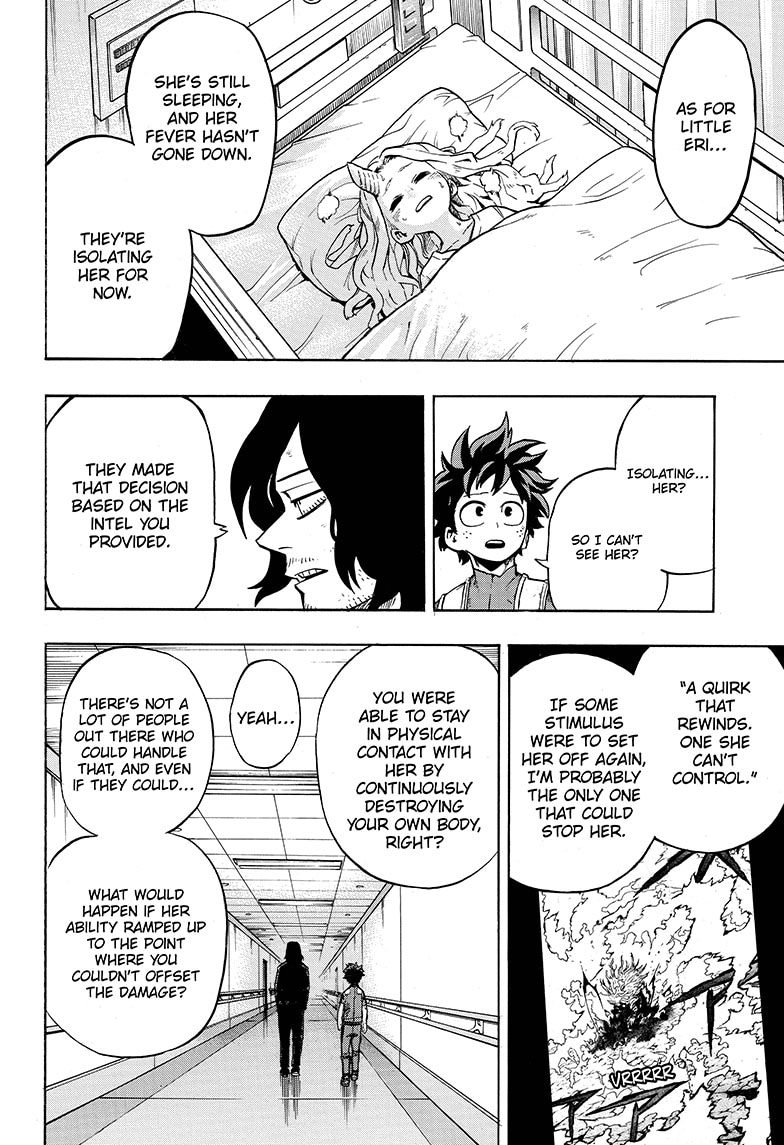 AS FOR
LITTLE
ERI...
SHE'S STILL
SLEEPING,
AND HER
FEVER HASN'T
GONE DOWN.
THEY'RE
ISOLATING
HER FOR
NOW.
ISOLATING...
HER?
SO I CAN'T
SEE HER?
THEY MADE
THAT DECISION
BASED ON THE
INTEL YOU
PROVIDED.
"A QUIRK
THAT
REWINDS.
ONE SHE
CAN'T
CONTROL."
IF SOME
STIMULUS
WERE TO SET
HER OFF AGAIN,
I'M PROBABLY
THE ONLY ONE
THAT COULD
STOP HER.
VRRRRR
YOU WERE
ABLE TO STAY
IN PHYSICAL
CONTACT WITH
HER BY
CONTINUOUSLY
DESTROYING
YOUR OWN BODY,
RIGHT?
YEAH...
THERE'S NOT A
LOT OF PEOPLE
OUT THERE WHO
COULD HANDLE
THAT, AND EVEN
IF THEY COULD...
WHAT WOULD
HAPPEN IF HER
ABILITY RAMPED UP
TO THE POINT
WHERE YOU
COULDN'T OFFSET
THE DAMAGE?